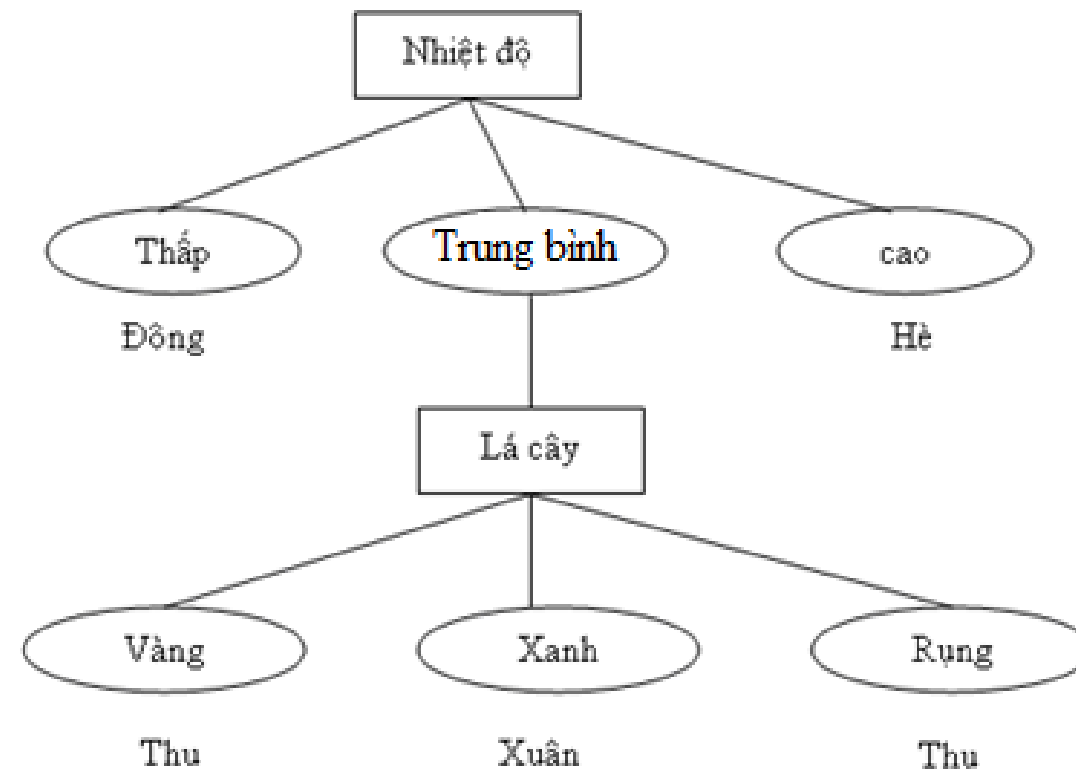 Nhiệt độ
Thấp Trung bình cao
Đông Hè
Lá cây
Vàng Xanh Rụng
Thu Xuân Thu